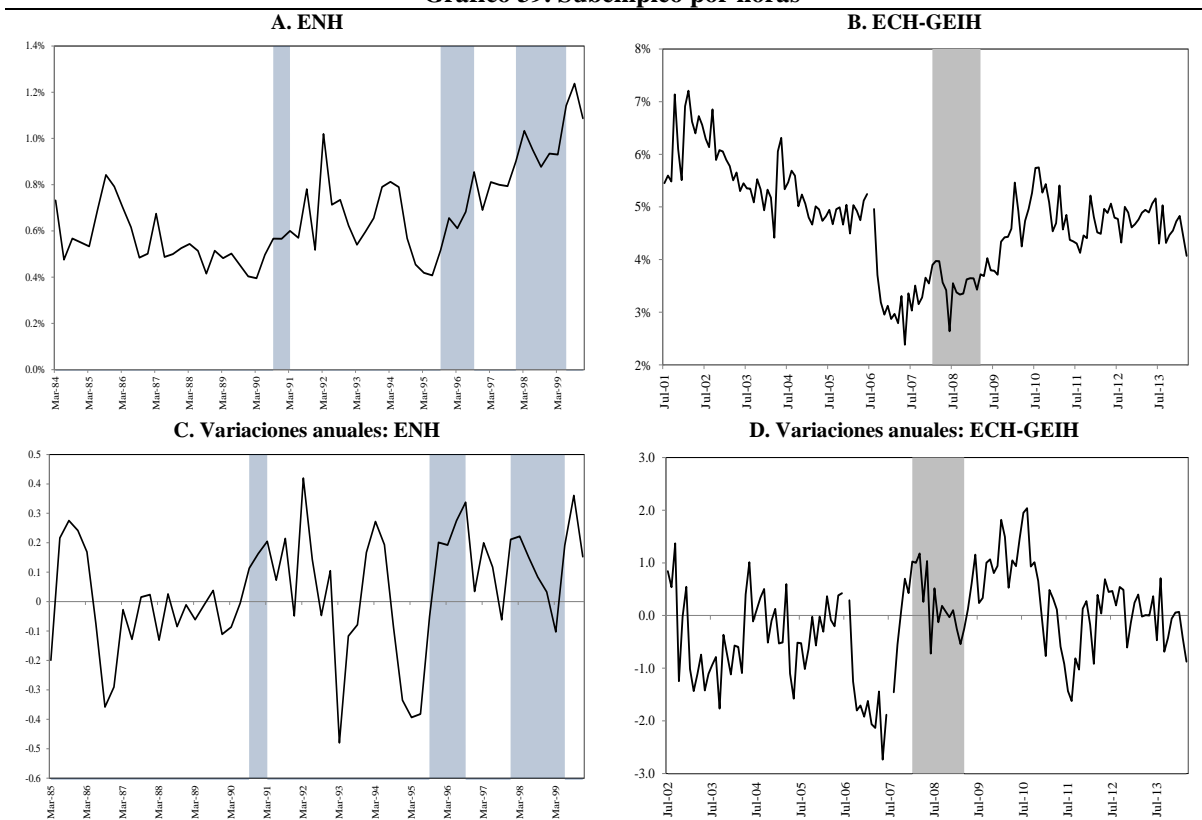 Gráfico 39. Subempleo por horas
A. ENH
1.4%
1.2%
1.0%
0.8%
0.6%
0.4%
0.2%
0.0%
Mar-84
Mar-85
Mar-86
Mar-87
Mar-88
Mar-89
Mar-90
Mar-91
Mar-92
Mar-93
Mar-94
Mar-95
Mar-96
Mar-97
Mar-98
Mar-99
B. ECH-GEIH
8%
7%
6%
5%
4%
3%
2%
Jul-01
Jul-02
Jul-03
Jul-04
Jul-05
Jul-06
Jul-07
Jul-08
Jul-09
Jul-10
Jul-11
Jul-12
Jul-13
C. Variaciones anuales: ENH
0.5
0.4
0.3
0.2
0.1
0
-0.1
-0.2
-0.3
-0.4
-0.5
-0.6
Mar-85
Mar-86
Mar-87
Mar-88
Mar-89
Mar-90
Mar-91
Mar-92
Mar-93
Mar-94
Mar-95
Mar-96
Mar-97
Mar-98
Mar-99
D. Variaciones anuales: ECH-GEIH
3.0
2.0
1.0
0.0
-1.0
-2.0
-3.0
Jul-02
Jul-03
Jul-04
Jul-05
Jul-06
Jul-07
Jul-08
Jul-09
Jul-10
Jul-11
Jul-12
Jul-13